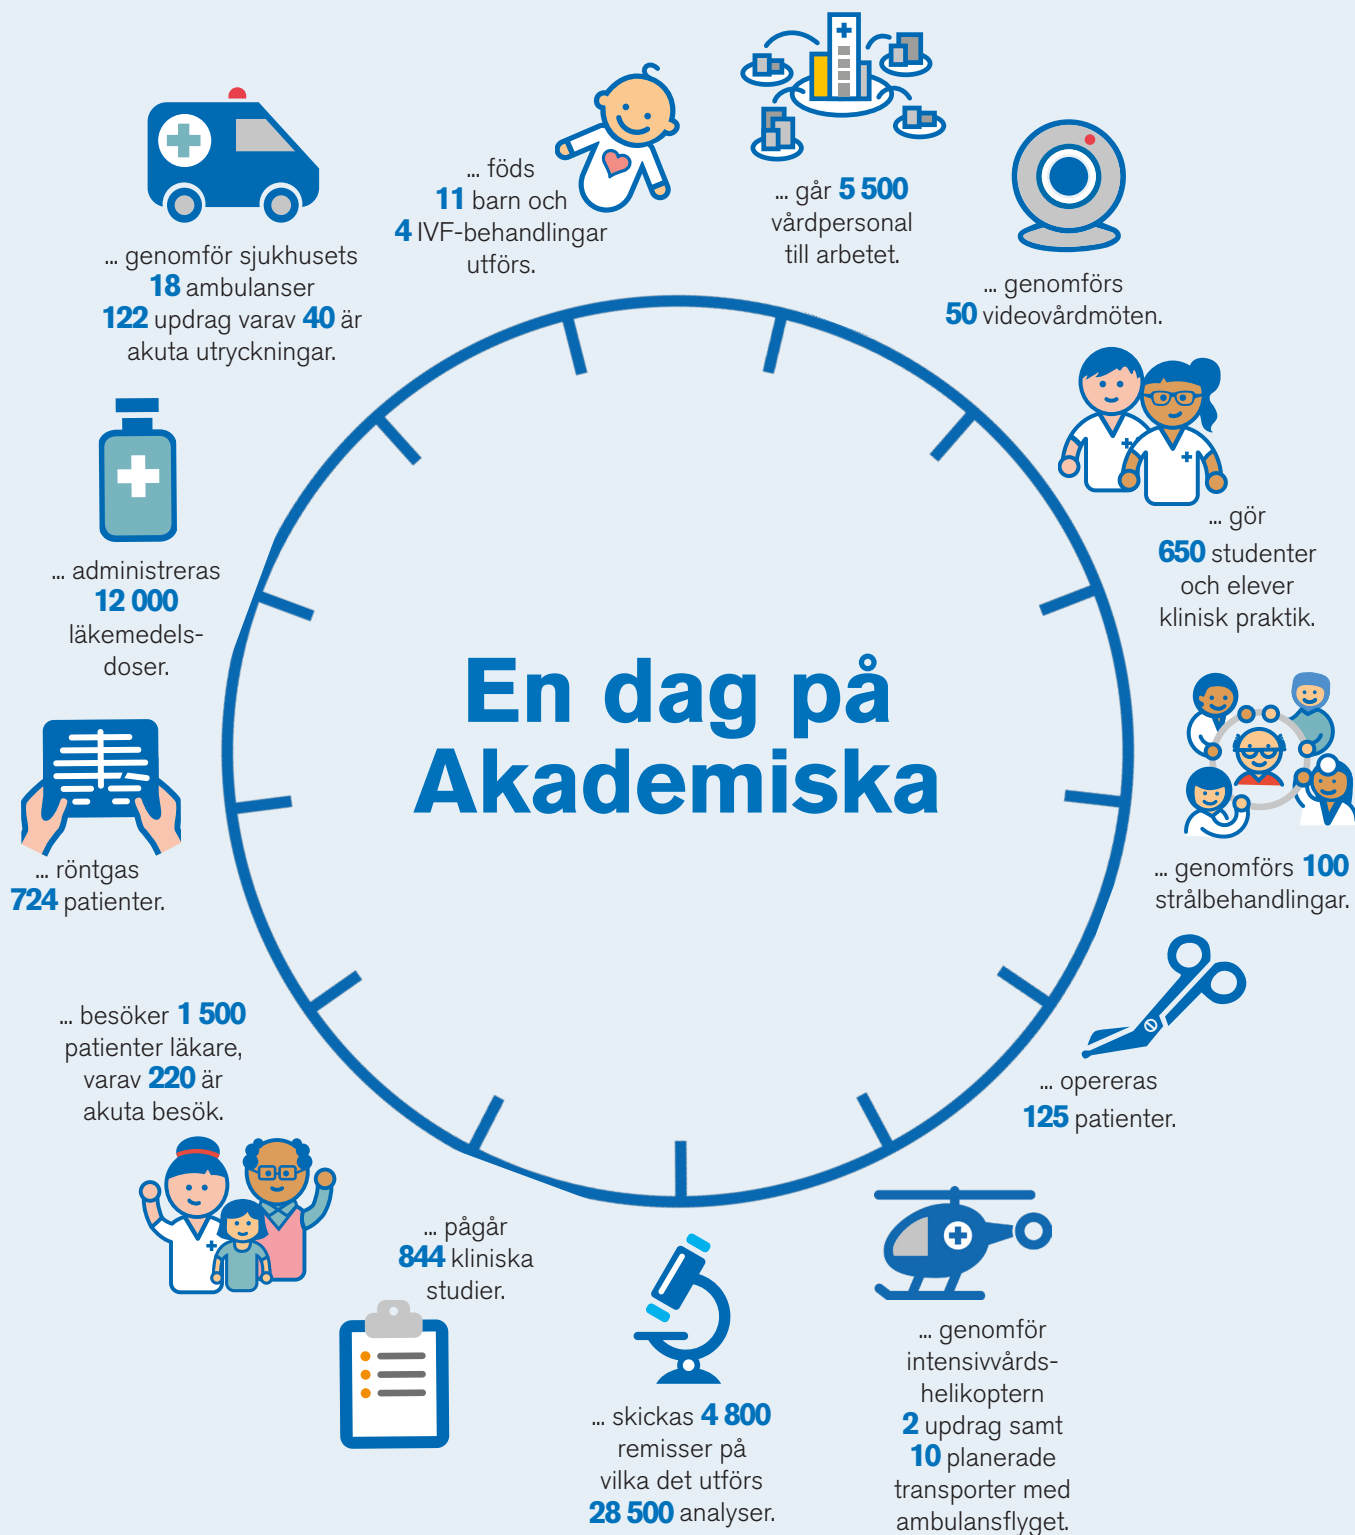 En dag på
Akademiska
... går 5 500
vårdpersonal
till arbetet.
... genomförs
50 videovårdmöten.
... gör
650 studenter
och elever
klinisk praktik.
... genomförs 100
strålbehandlingar.
... opereras
125 patienter.
... genomför
intensivvårds-
helikoptern
2 updrag samt
10 planerade
transporter med
ambulansflyget.
... skickas 4 800
remisser på
vilka det utförs
28 500 analyser.
... pågår
844 kliniska
studier.
... besöker 1 500
patienter läkare,
varav 220 är
akuta besök.
... röntgas
724 patienter.
... administreras
12 000
läkemedels-
doser.
... genomför sjukhusets
18 ambulanser
122 updrag varav 40 är
akuta utryckningar.
... föds
11 barn och
4 IVF-behandlingar
utförs.